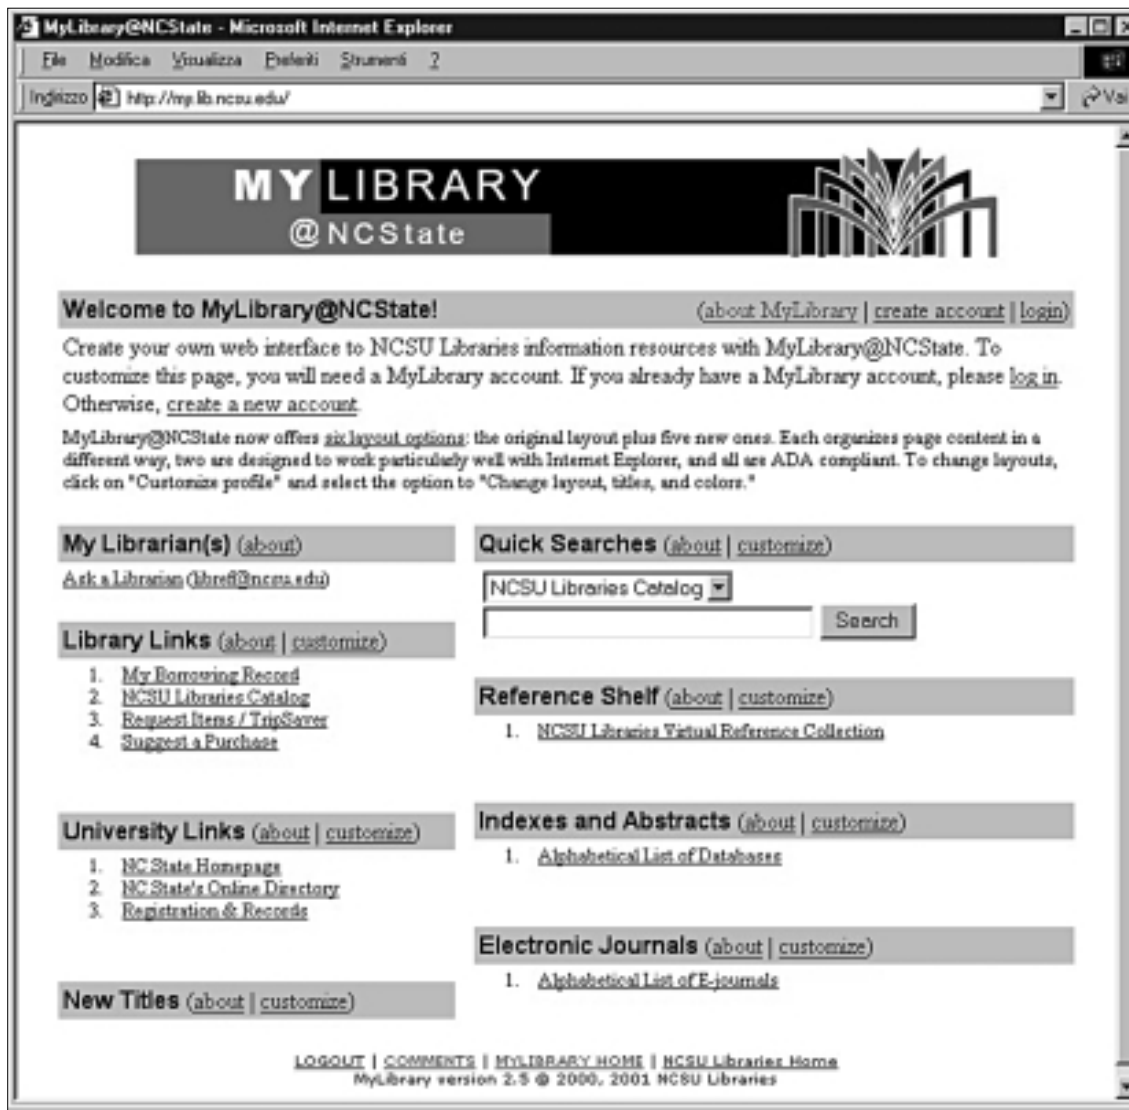 MyLibrary@NCState - Microsoft Internet Explorer
File Modifica Visualizza Preferiti Strumenti ?
Indirizzo http://my.lib.ncsu.edu/ Vai
MY LIBRARY
@NCState
Welcome to MyLibrary@NCState! (about MyLibrary | create account | login)
Create your own web interface to NCSU Libraries information resources with MyLibrary@NCState. To
customize this page, you will need a MyLibrary account. If you already have a MyLibrary account, please log in.
Otherwise, create a new account.
MyLibrary@NCState now offers six layout options: the original layout plus five new ones. Each organizes page content in a
different way, two are designed to work particularly well with Internet Explorer, and all are ADA compliant. To change layouts,
click on "Customize profile" and select the option to "Change layout, titles, and colors."
My Librarian(s) (about)
Ask a Librarian (libref@ncsu.edu)
Library Links (about | customize)
1. My Borrowing Record
2. NCSU Libraries Catalog
3. Request Items / TripSaver
4. Suggest a Purchase
University Links (about | customize)
1. NC State Homepage
2. NC State's Online Directory
3. Registration & Records
New Titles (about | customize)
Quick Searches (about | customize)
NCSU Libraries Catalog
Search
Reference Shelf (about | customize)
1. NCSU Libraries Virtual Reference Collection
Indexes and Abstracts (about | customize)
1. Alphabetical List of Databases
Electronic Journals (about | customize)
1. Alphabetical List of E-journals
LOGOUT | COMMENTS | MYLIBRARY HOME | NCSU Libraries Home
MyLibrary version 2.5 © 2000, 2001 NCSU Libraries